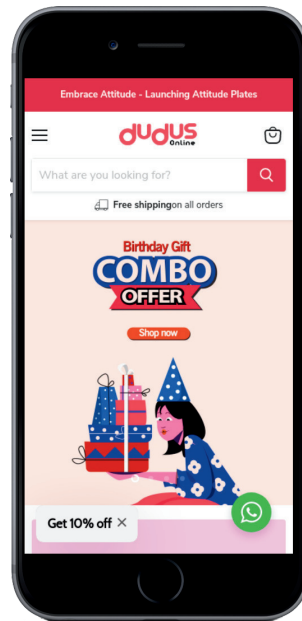 Embrace Attitude - Launching Attitude Plates
dudus
Online
What are you looking for?
Free shippingon all orders
Birthday Gift
COMBO
OFFER
Shop now
Get 10% off ×